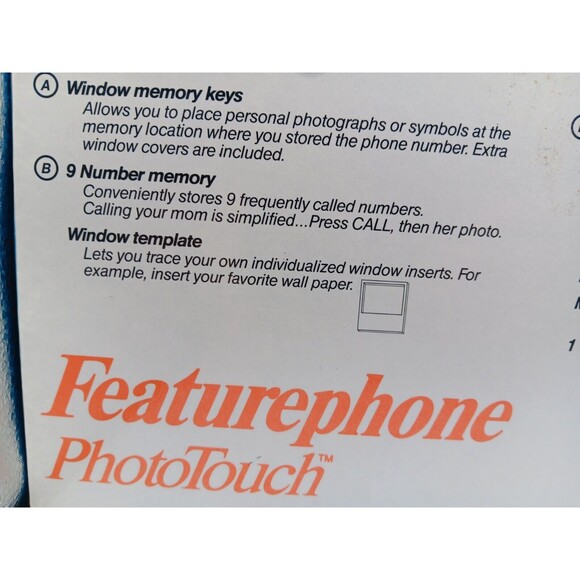 A Window memory keys
Allows you to place personal photographs or symbols at the
memory location where you stored the phone number. Extra
window covers are included.
B 9 Number memory
Conveniently stores 9 frequently called numbers.
Calling your mom is simplified...Press CALL, then her photo.
Window template
Lets you trace your own individualized window inserts. For
example, insert your favorite wall paper.
1
Featurephone
PhotoTouch™